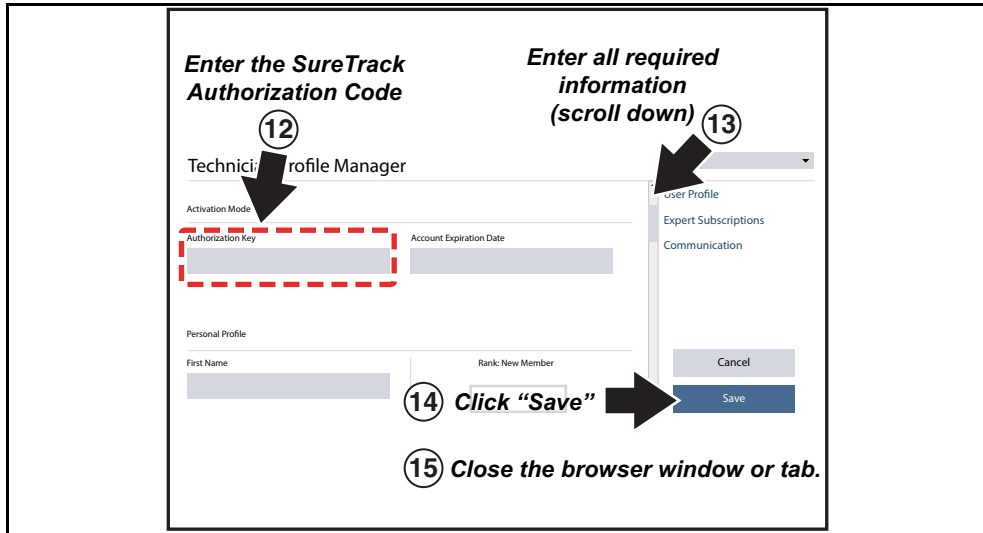 Enter the SureTrack
Authorization Code
12
Enter all required
information
(scroll down)
13
Technician Profile Manager
User Profile
Activation Mode
Expert Subscriptions
Authorization Key
Account Expiration Date
Communication
Personal Profile
First Name
Rank: New Member
Cancel
14 Click “Save”
Save
15 Close the browser window or tab.